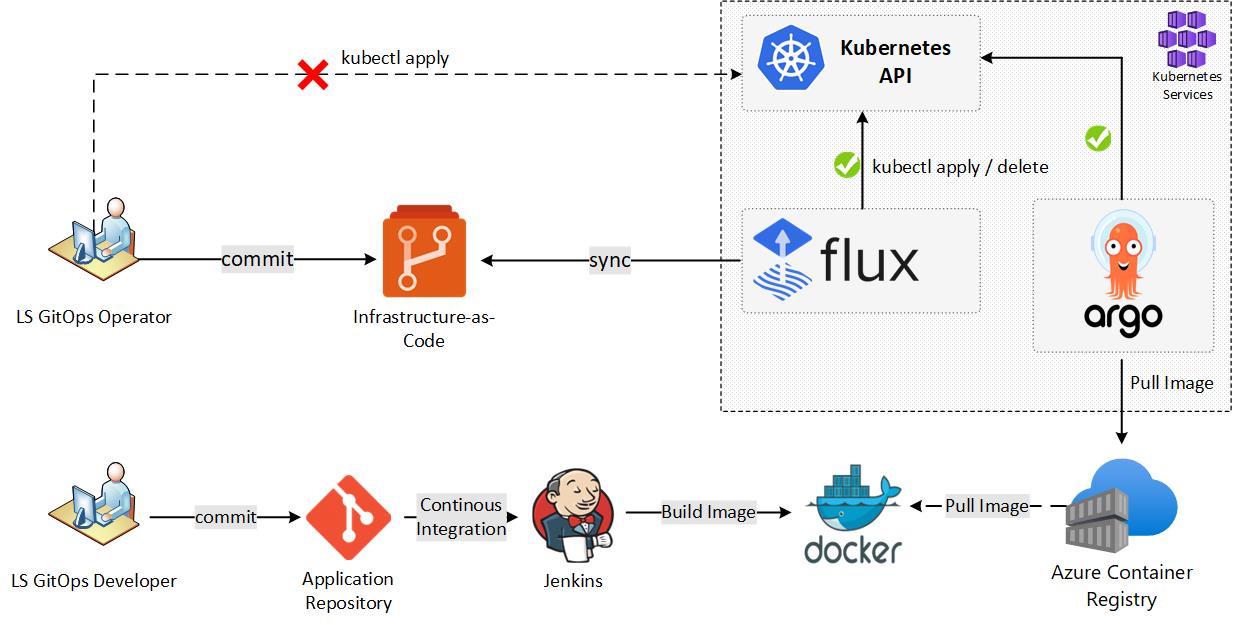 kubectl apply
Kubernetes
API
Kubernetes
Services
kubectl apply / delete
commit
sync
flux
argo
LS GitOps Operator
Infrastructure-as-
Code
Pull Image
commit
Continous
Integration
Build Image
docker
Pull Image
LS GitOps Developer
Application
Repository
Jenkins
Azure Container
Registry